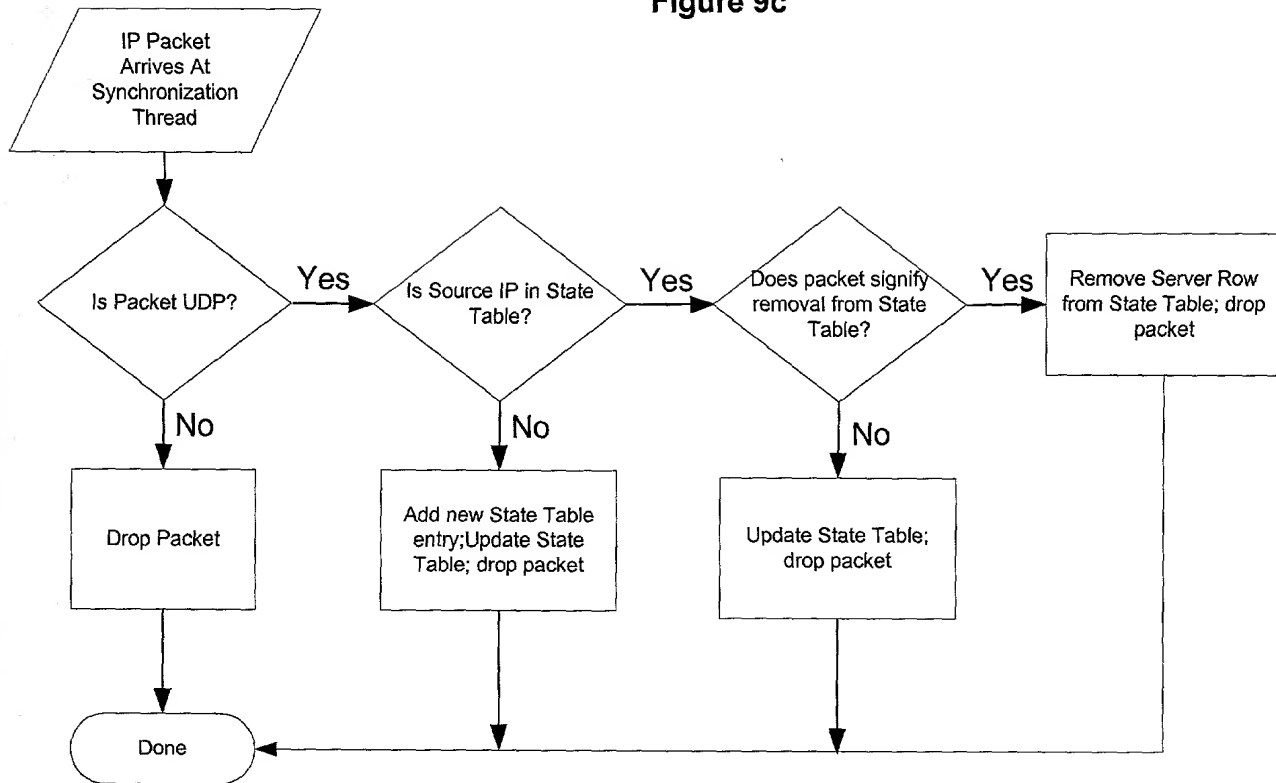 Figure 9c
IP Packet
Arrives At
Synchronization
Thread
Is Packet UDP?
Yes
Is Source IP in State
Table?
Yes
Does packet signify
removal from State
Table?
Yes
Remove Server Row
from State Table; drop
packet
No
No
No
Drop Packet
Add new State Table
entry;Update State
Table; drop packet
Update State Table;
drop packet
Done